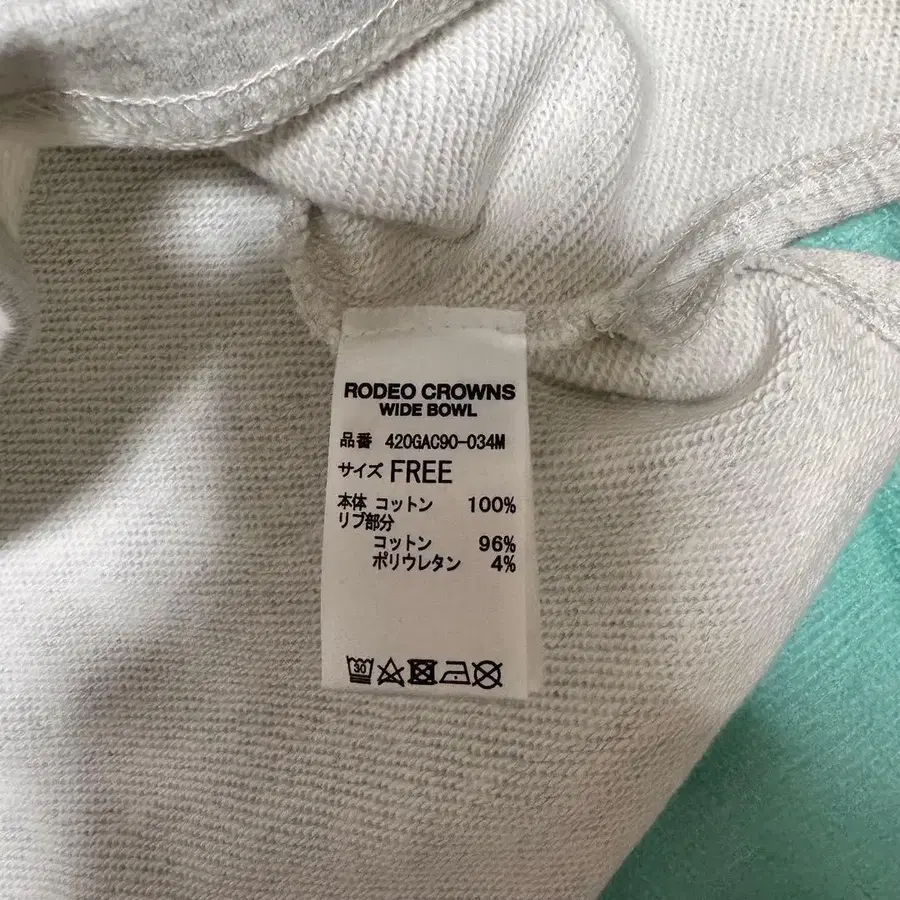 RODEO CROWNS
WIDE BOWL
品番 420GAC90-034M
サイズ FREE
本体 コットン 100%
リブ部分
コットン 96%
ポリウレタン 4%
30